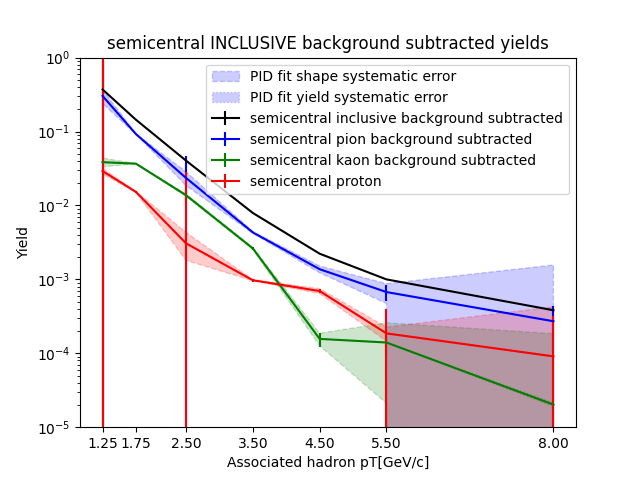 semicentral INCLUSIVE background subtracted yields
10⁰
10⁻¹
10⁻²
10⁻³
10⁻⁴
10⁻⁵
Yield
PID fit shape systematic error
PID fit yield systematic error
semicentral inclusive background subtracted
semicentral pion background subtracted
semicentral kaon background subtracted
semicentral proton
1.25 1.75 2.50 3.50 4.50 5.50 8.00
Associated hadron pT[GeV/c]